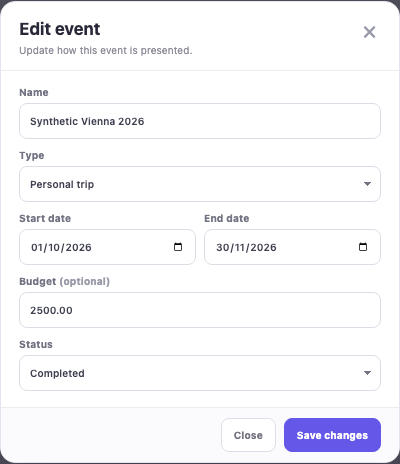 Edit event
Update how this event is presented.
Name
Synthetic Vienna 2026
Type
Personal trip
Start date End date
01/10/2026 30/11/2026
Budget (optional)
2500.00
Status
Completed
Close Save changes